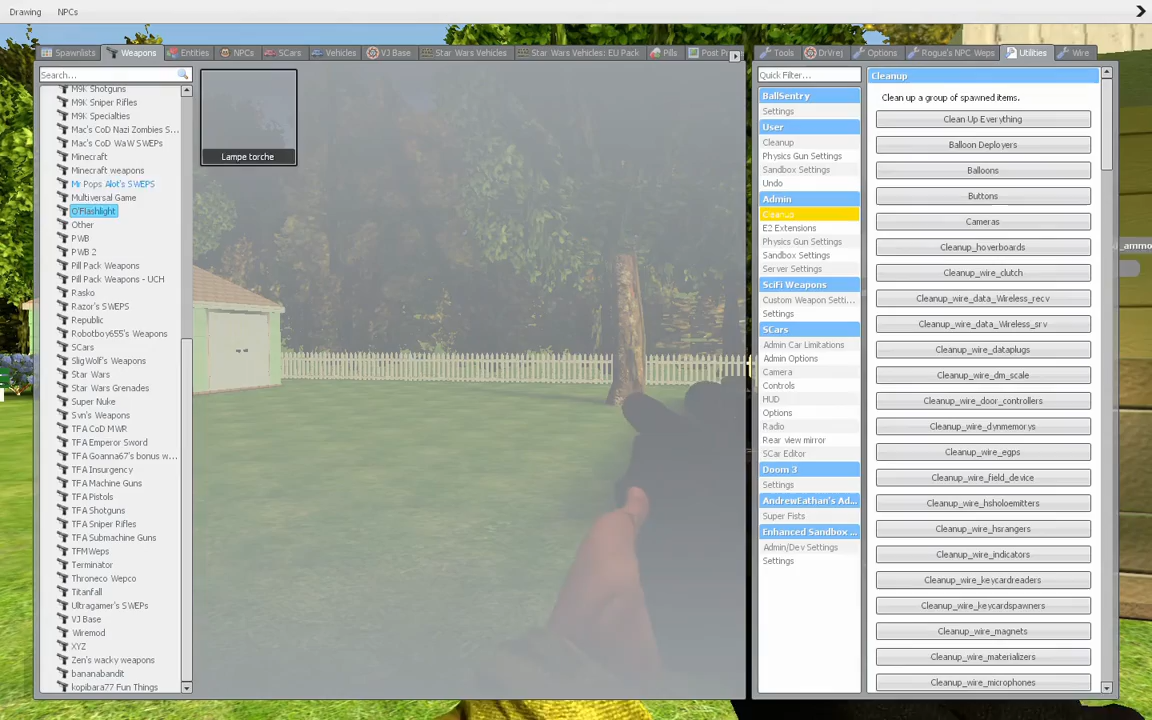 Drawing NPCs
Spawnlists Weapons Entities NPCs SCars Vehicles VJ Base Star Wars Vehicles Star Wars Vehicles: EU Pack Pills Post Pr
Tools DrVrej Options Rogue's NPC Weps Utilities Wire
Search...
M9K Shotguns
M9K Sniper Rifles
M9K Specialties
Mac's CoD Nazi Zombies S...
Mac's CoD WaW SWEPs
Minecraft
Minecraft weapons
Mr Pops Alot's SWEPS
Multiversal Game
O'Flashlight
Other
PWB
PWB 2
Pill Pack Weapons
Pill Pack Weapons - UCH
Rasko
Razor's SWEPS
Republic
Robotboy655's Weapons
SCars
SligWolf's Weapons
Star Wars
Star Wars Grenades
Super Nuke
Svn's Weapons
TFA CoD MWR
TFA Emperor Sword
TFA Goanna67's bonus w...
TFA Insurgency
TFA Machine Guns
TFA Pistols
TFA Shotguns
TFA Sniper Rifles
TFA Submachine Guns
TFMWeps
Terminator
Throneco Wepco
Titanfall
Ultragamer's SWEPs
VJ Base
Wiremod
XYZ
Zen's wacky weapons
bananabandit
kopibara77 Fun Things
Lampe torche
Quick Filter...
BallSentry
Settings
User
Cleanup
Physics Gun Settings
Sandbox Settings
Undo
Admin
Cleanup
E2 Extensions
Physics Gun Settings
Sandbox Settings
Server Settings
SciFi Weapons
Custom Weapon Setti...
Settings
SCars
Admin Car Limitations
Admin Options
Camera
Controls
HUD
Options
Radio
Rear view mirror
SCar Editor
Doom 3
Settings
AndrewEathan's Ad...
Super Fists
Enhanced Sandbox ...
Admin/Dev Settings
Settings
Cleanup
Clean up a group of spawned items.
Clean Up Everything
Balloon Deployers
Balloons
Buttons
Cameras
Cleanup_hoverboards
Cleanup_wire_clutch
Cleanup_wire_data_Wireless_recv
Cleanup_wire_data_Wireless_srv
Cleanup_wire_dataplugs
Cleanup_wire_dm_scale
Cleanup_wire_door_controllers
Cleanup_wire_dynmemorys
Cleanup_wire_egps
Cleanup_wire_field_device
Cleanup_wire_hsholoemitters
Cleanup_wire_hsrangers
Cleanup_wire_indicators
Cleanup_wire_keycardreaders
Cleanup_wire_keycardspawners
Cleanup_wire_magnets
Cleanup_wire_materializers
Cleanup_wire_microphones
_ammo